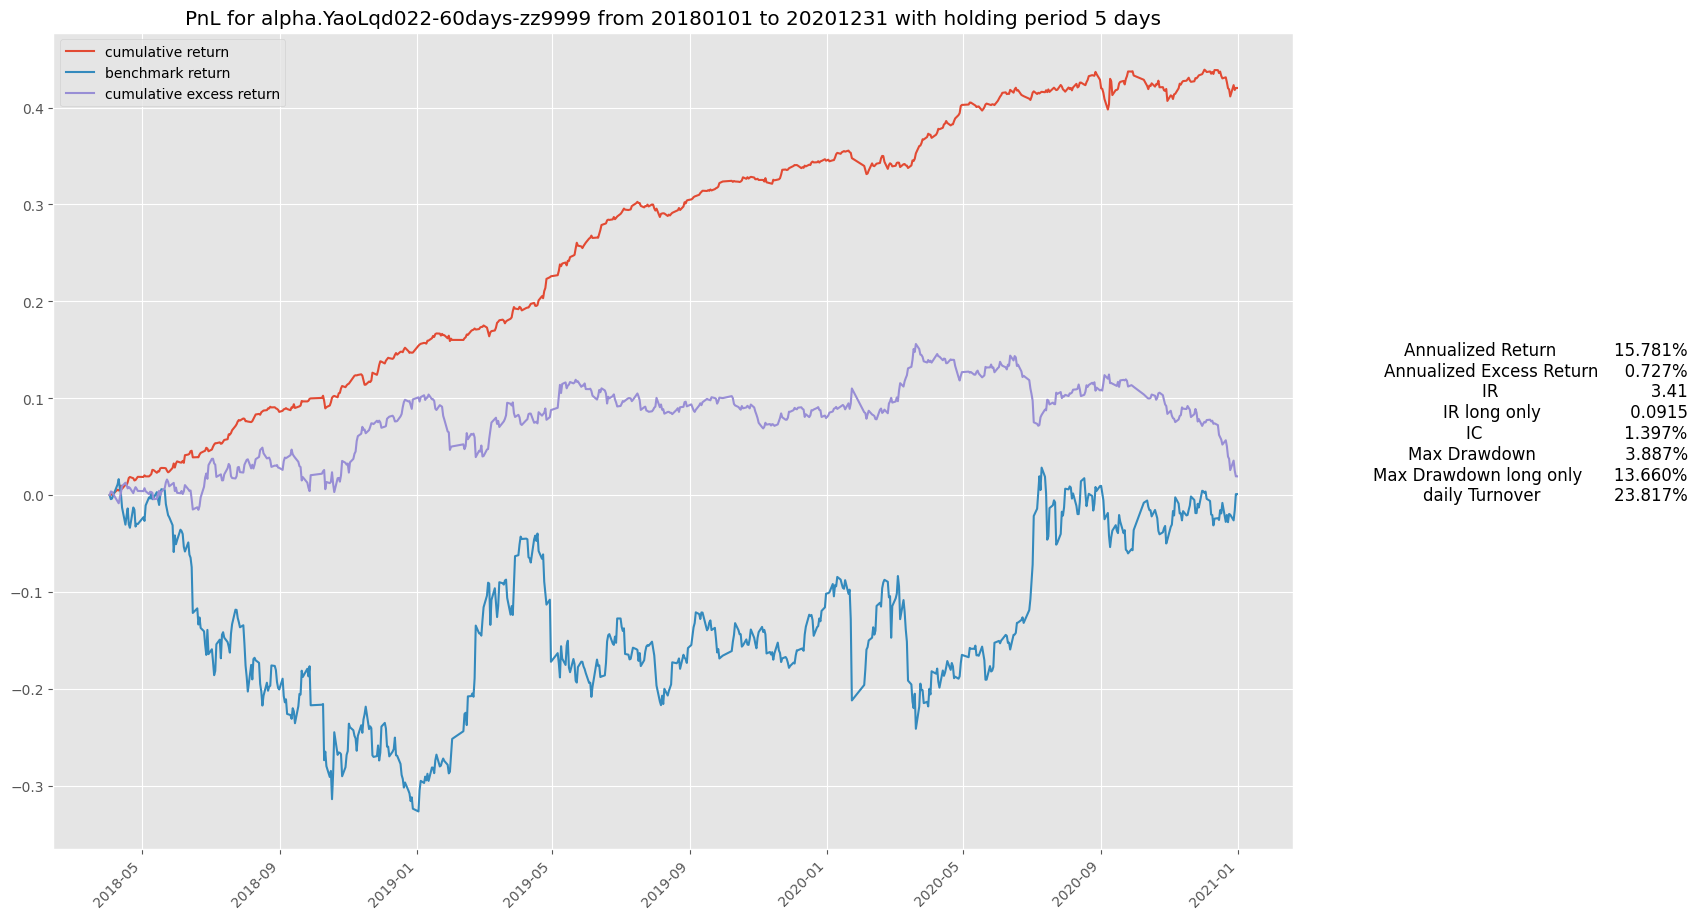 PnL for alpha.YaoLqd022-60days-zz9999 from 20180101 to 20201231 with holding period 5 days
cumulative return
benchmark return
cumulative excess return
0.4
0.3
0.2
0.1
0.0
−0.1
−0.2
−0.3
Annualized Return 15.781%
Annualized Excess Return 0.727%
IR 3.41
IR long only 0.0915
IC 1.397%
Max Drawdown 3.887%
Max Drawdown long only 13.660%
daily Turnover 23.817%
2018-05
2018-09
2019-01
2019-05
2019-09
2020-01
2020-05
2020-09
2021-01